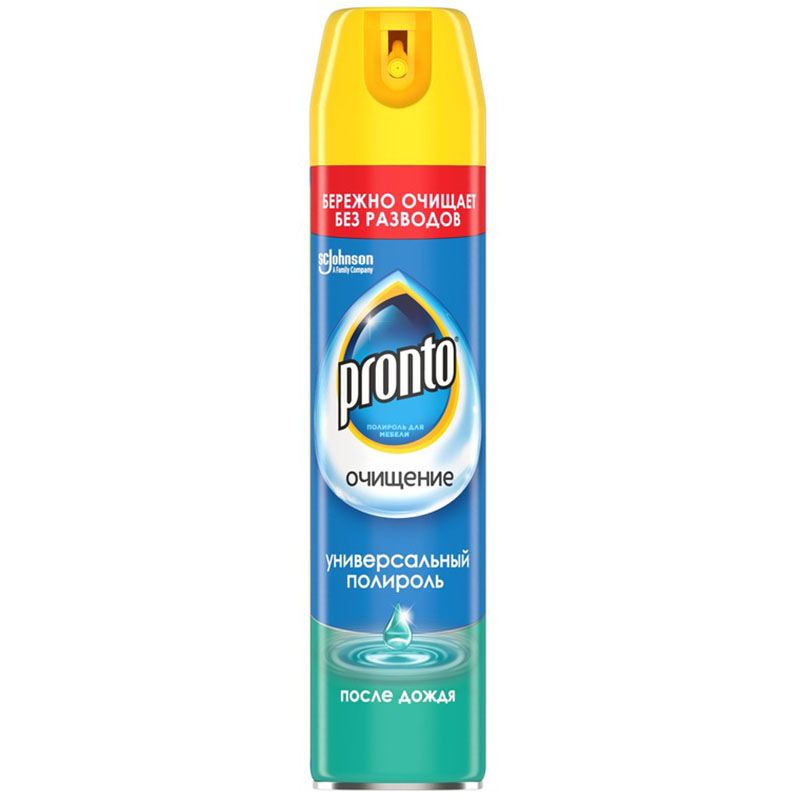 БЕРЕЖНО ОЧИЩАЕТ
БЕЗ РАЗВОДОВ
SC Johnson
A Family Company
pronto®
ПОЛИРОЛЬ ДЛЯ
МЕБЕЛИ
очищение
универсальный
полироль
после дождя